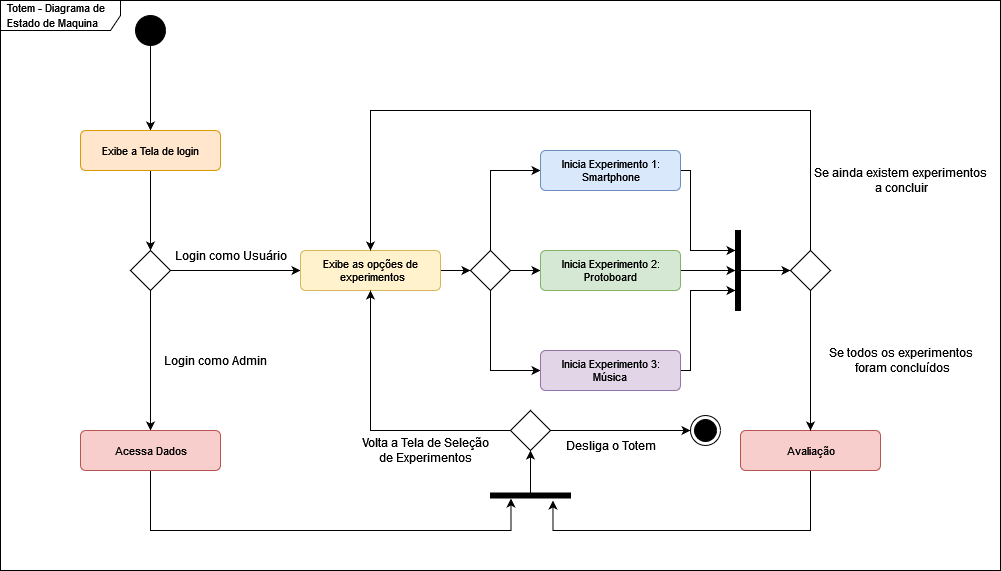 Totem - Diagrama de
Estado de Maquina
Exibe a Tela de login
Login como Usuário
Login como Admin
Acessa Dados
Exibe as opções de
experimentos
Inicia Experimento 1:
Smartphone
Inicia Experimento 2:
Protoboard
Inicia Experimento 3:
Música
Se ainda existem experimentos
a concluir
Se todos os experimentos
foram concluídos
Volta a Tela de Seleção
de Experimentos
Desliga o Totem
Avaliação